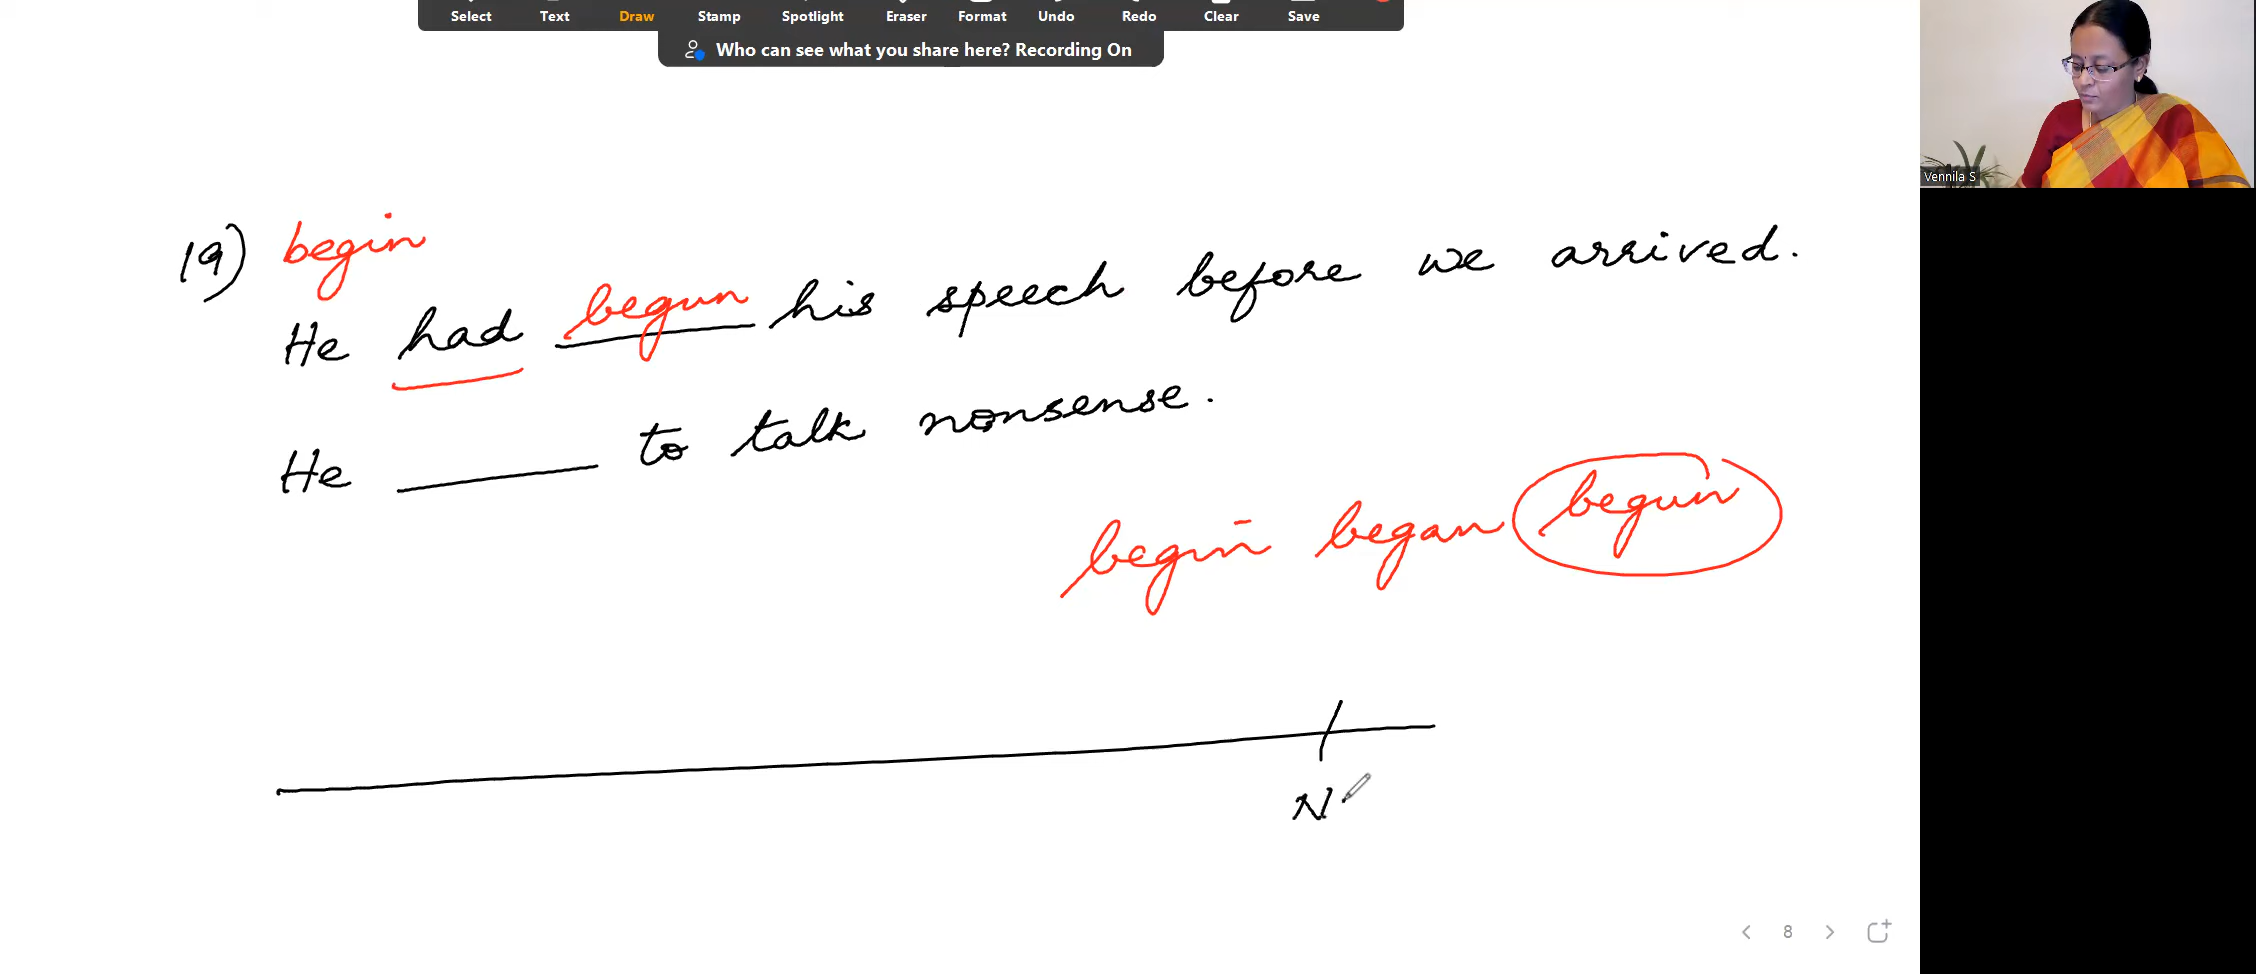 Select Text Draw Stamp Spotlight Eraser Format Undo Redo Clear Save
Who can see what you share here? Recording On
Vennila S
19) begin
He had begun his speech before we arrived.
He ______ to talk nonsense.
begin began begun
N
8